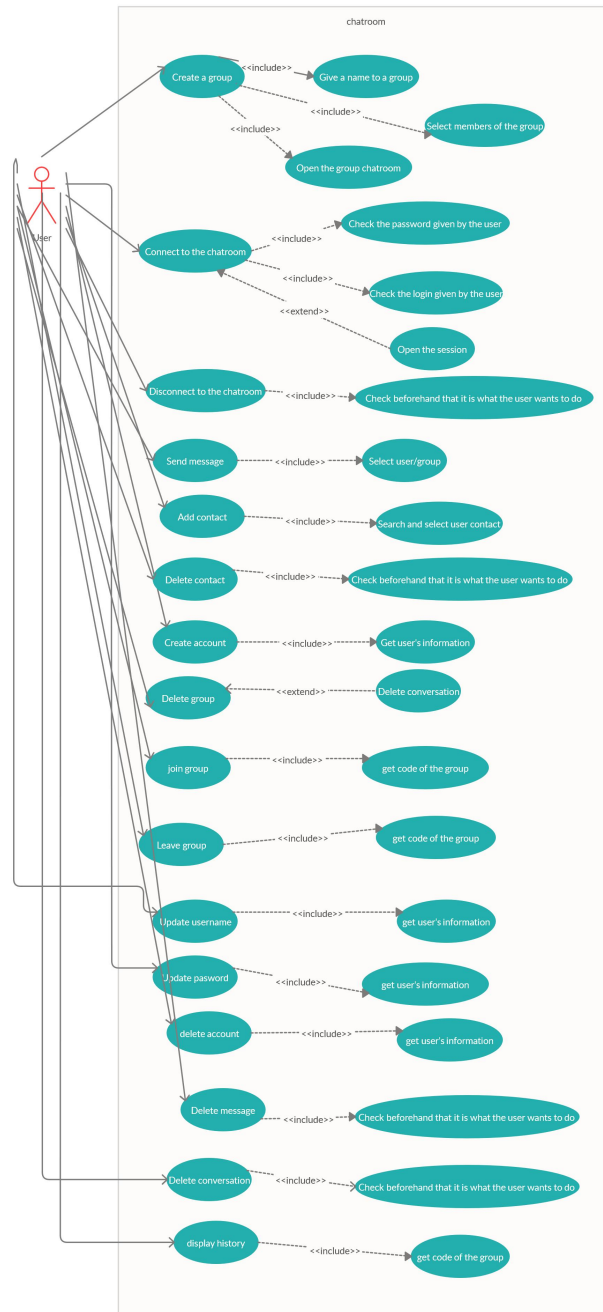 chatroom
Create a group
<<include>>
Give a name to a group
<<include>>
Select members of the group
<<include>>
Open the group chatroom
User
Connect to the chatroom
<<include>>
Check the password given by the user
<<include>>
Check the login given by the user
<<extend>>
Open the session
Disconnect to the chatroom
<<include>>
Check beforehand that it is what the user wants to do
Send message
<<include>>
Select user/group
Add contact
<<include>>
Search and select user contact
Delete contact
<<include>>
Check beforehand that it is what the user wants to do
Create account
<<include>>
Get user's information
Delete group
<<extend>>
Delete conversation
join group
<<include>>
get code of the group
Leave group
<<include>>
get code of the group
Update username
<<include>>
get user's information
Update pasword
<<include>>
get user's information
delete account
<<include>>
get user's information
Delete message
<<include>>
Check beforehand that it is what the user wants to do
Delete conversation
<<include>>
Check beforehand that it is what the user wants to do
display history
<<include>>
get code of the group